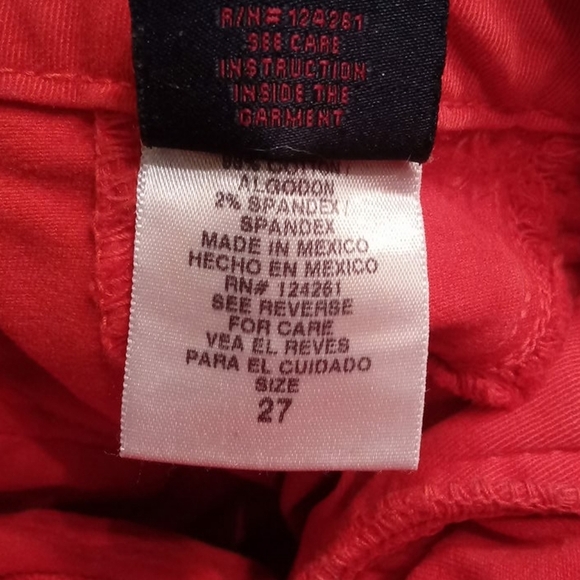 R/N# 124261
SEE CARE
INSTRUCTION
INSIDE THE
GARMENT
COTTON/
ALGODON
2% SPANDEX/
SPANDEX
MADE IN MEXICO
HECHO EN MEXICO
RN# 124261
SEE REVERSE
FOR CARE
VEA EL REVES
PARA EL CUIDADO
SIZE
27